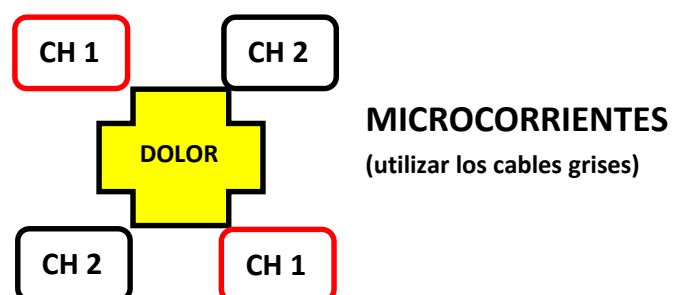 CH 1
CH 2
DOLOR
CH 2
CH 1
MICROCORRIENTES
(utilizar los cables grises)